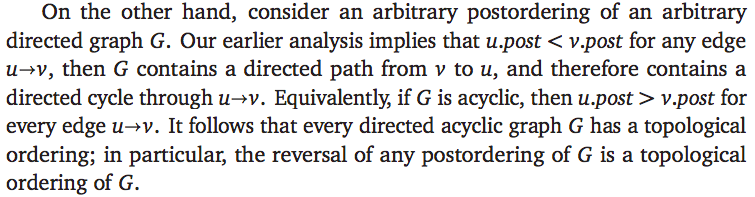 On the other hand, consider an arbitrary postordering of an arbitrary
directed graph G. Our earlier analysis implies that u.post < v.post for any edge
u→v, then G contains a directed path from v to u, and therefore contains a
directed cycle through u→v. Equivalently, if G is acyclic, then u.post > v.post for
every edge u→v. It follows that every directed acyclic graph G has a topological
ordering; in particular, the reversal of any postordering of G is a topological
ordering of G.